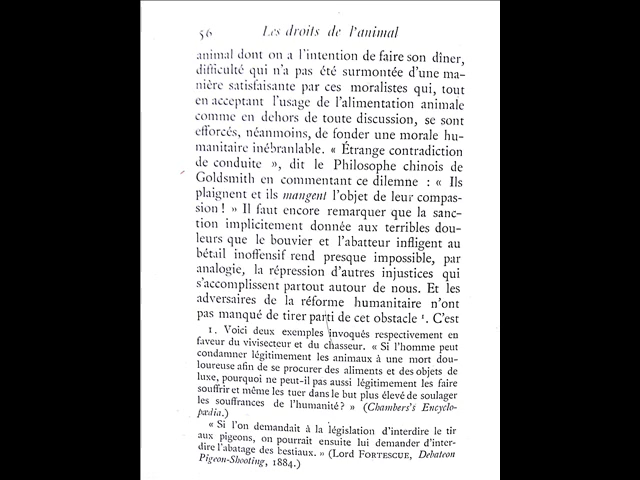 56 Les droits de l'animal
animal dont on a l'intention de faire son dîner,
difficulté qui n'a pas été surmontée d'une ma-
nière satisfaisante par ces moralistes qui, tout
en acceptant l'usage de l'alimentation animale
comme en dehors de toute discussion, se sont
efforcés, néanmoins, de fonder une morale hu-
manitaire inébranlable. « Étrange contradiction
de conduite », dit le Philosophe chinois de
Goldsmith en commentant ce dilemne : « Ils
plaignent et ils mangent l'objet de leur compas-
sion ! » Il faut encore remarquer que la sanc-
tion implicitement donnée aux terribles dou-
leurs que le bouvier et l'abatteur infligent au
bétail inoffensif rend presque impossible, par
analogie, la répression d'autres injustices qui
s'accomplissent partout autour de nous. Et les
adversaires de la réforme humanitaire n'ont
pas manqué de tirer parti de cet obstacle ¹. C'est
1. Voici deux exemples invoqués respectivement en
faveur du vivisecteur et du chasseur. « Si l'homme peut
condamner légitimement les animaux à une mort dou-
loureuse afin de se procurer des aliments et des objets de
luxe, pourquoi ne peut-il pas aussi légitimement les faire
souffrir et même les tuer dans le but plus élevé de soulager
les souffrances de l'humanité ? » (Chambers's Encyclo-
pædia.)
« Si l'on demandait à la législation d'interdire le tir
aux pigeons, on pourrait ensuite lui demander d'inter-
dire l'abatage des bestiaux. » (Lord FORTESCUE, Debateon
Pigeon-Shooting, 1884.)